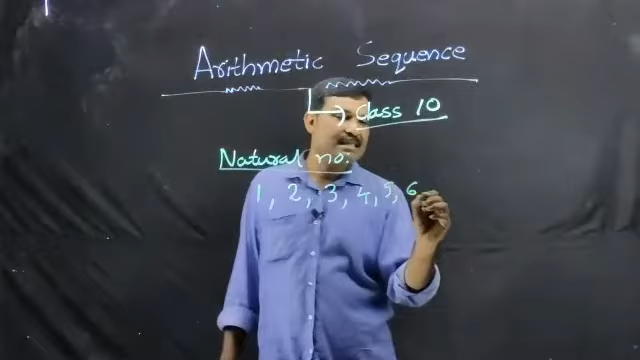 Arithmetic Sequence
Class 10
Natural no.
1, 2, 3, 4, 5, 6